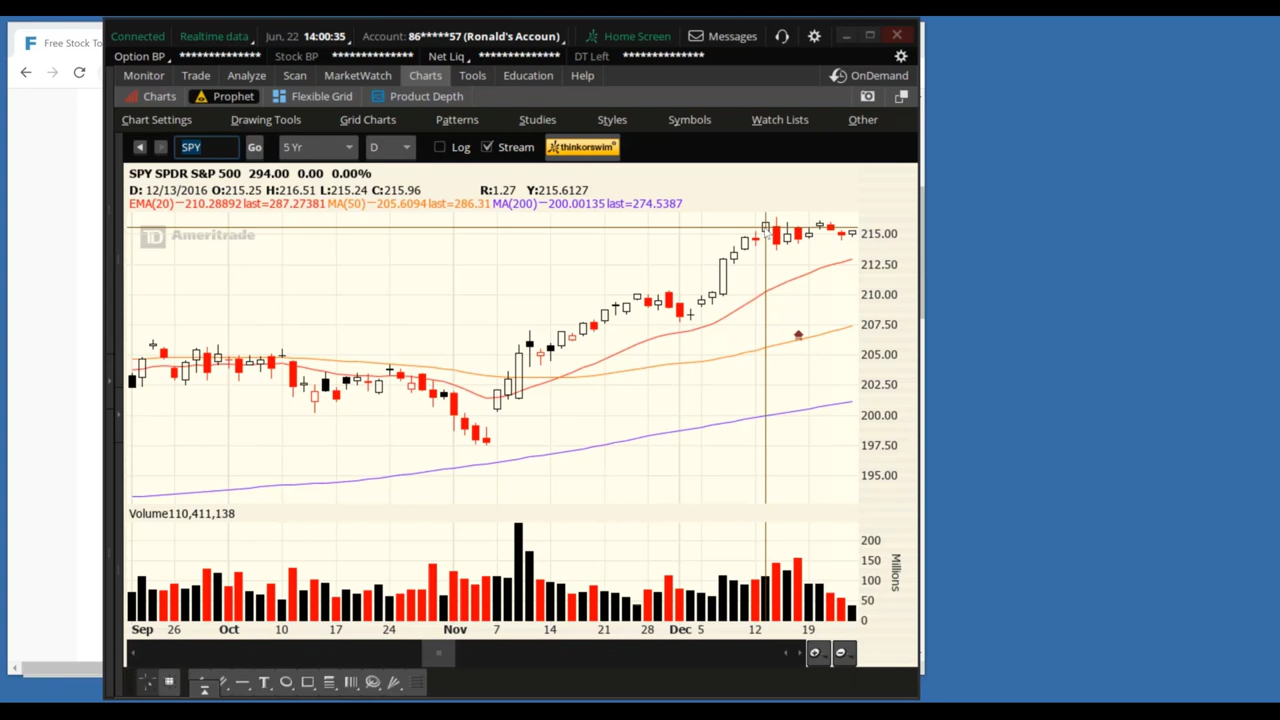 Free Stock To
Connected Realtime data Jun, 22 14:00:35 Account: 86*****57 (Ronald's Accoun) Home Screen Messages
Option BP ************** Stock BP ************** Net Liq ************** DT Left **************
Monitor Trade Analyze Scan MarketWatch Charts Tools Education Help OnDemand
Charts Prophet Flexible Grid Product Depth
Chart Settings Drawing Tools Grid Charts Patterns Studies Styles Symbols Watch Lists Other
SPY Go 5 Yr D Log Stream thinkorswim
SPY SPDR S&P 500 294.00 0.00 0.00%
D: 12/13/2016 O:215.25 H:216.51 L:215.24 C:215.96 R:1.27 Y:215.6127
EMA(20)—210.28892 last=287.27381 MA(50)—205.6094 last=286.31 MA(200)—200.00135 last=274.5387
TD Ameritrade
215.00
212.50
210.00
207.50
205.00
202.50
200.00
197.50
195.00
Volume110,411,138
200
150
100
50
0
Millions
Sep 26 Oct 10 17 24 Nov 7 14 21 28 Dec 5 12 19